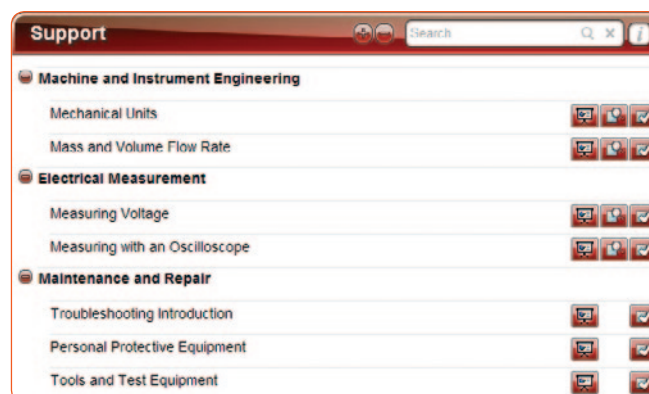 Support
Search
Machine and Instrument Engineering
Mechanical Units
Mass and Volume Flow Rate
Electrical Measurement
Measuring Voltage
Measuring with an Oscilloscope
Maintenance and Repair
Troubleshooting Introduction
Personal Protective Equipment
Tools and Test Equipment